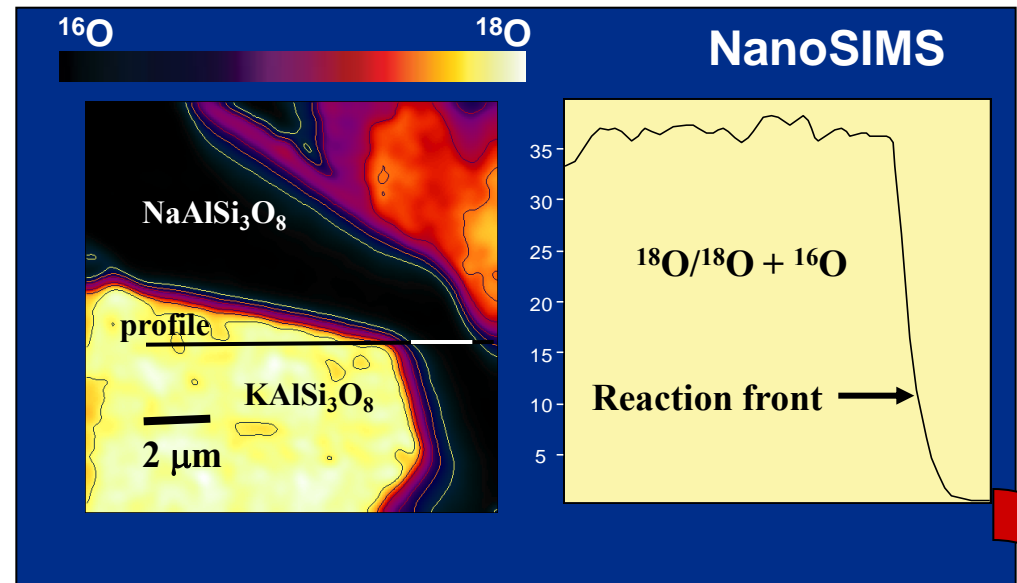 ¹⁶O ¹⁸O
NanoSIMS
NaAlSi₃O₈
profile
KAlSi₃O₈
2 μm
35
30
25
20
15
10
5
¹⁸O/¹⁸O + ¹⁶O
Reaction front